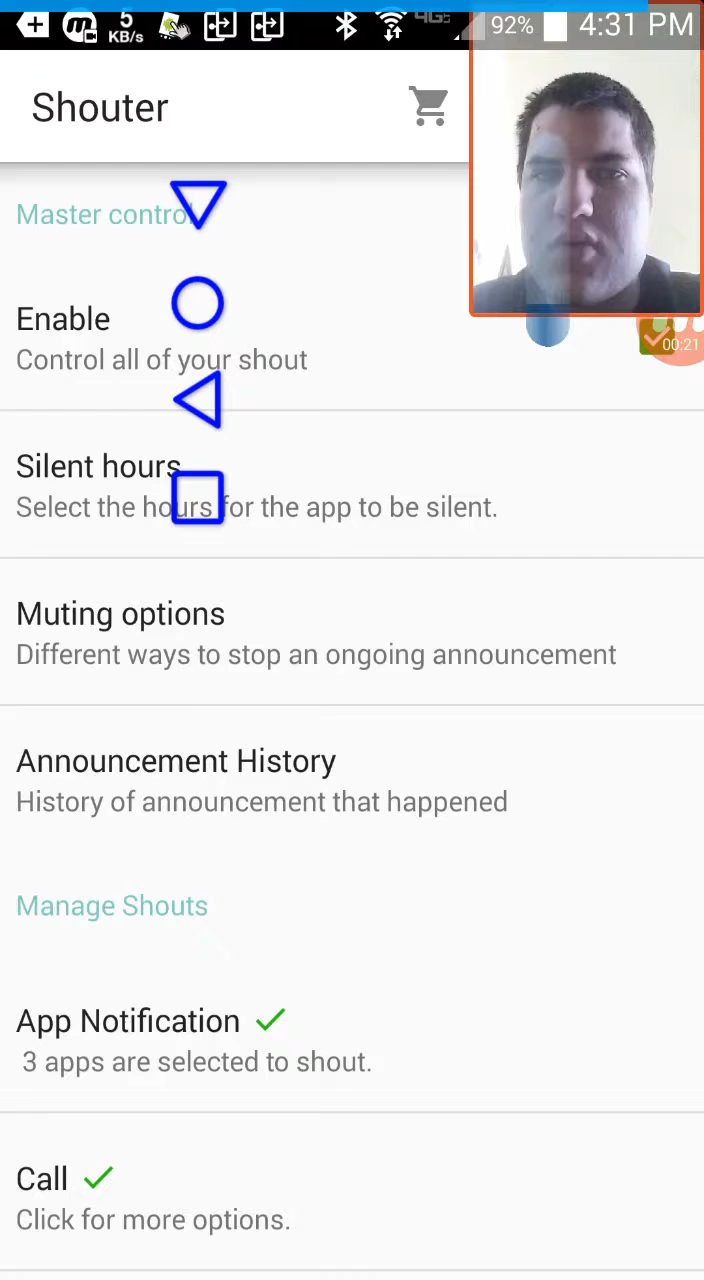 5
KB/s
4G
92%
4:31 PM
Shouter
Master control
Enable
Control all of your shout
00:21
Silent hours
Select the hours for the app to be silent.
Muting options
Different ways to stop an ongoing announcement
Announcement History
History of announcement that happened
Manage Shouts
App Notification
3 apps are selected to shout.
Call
Click for more options.